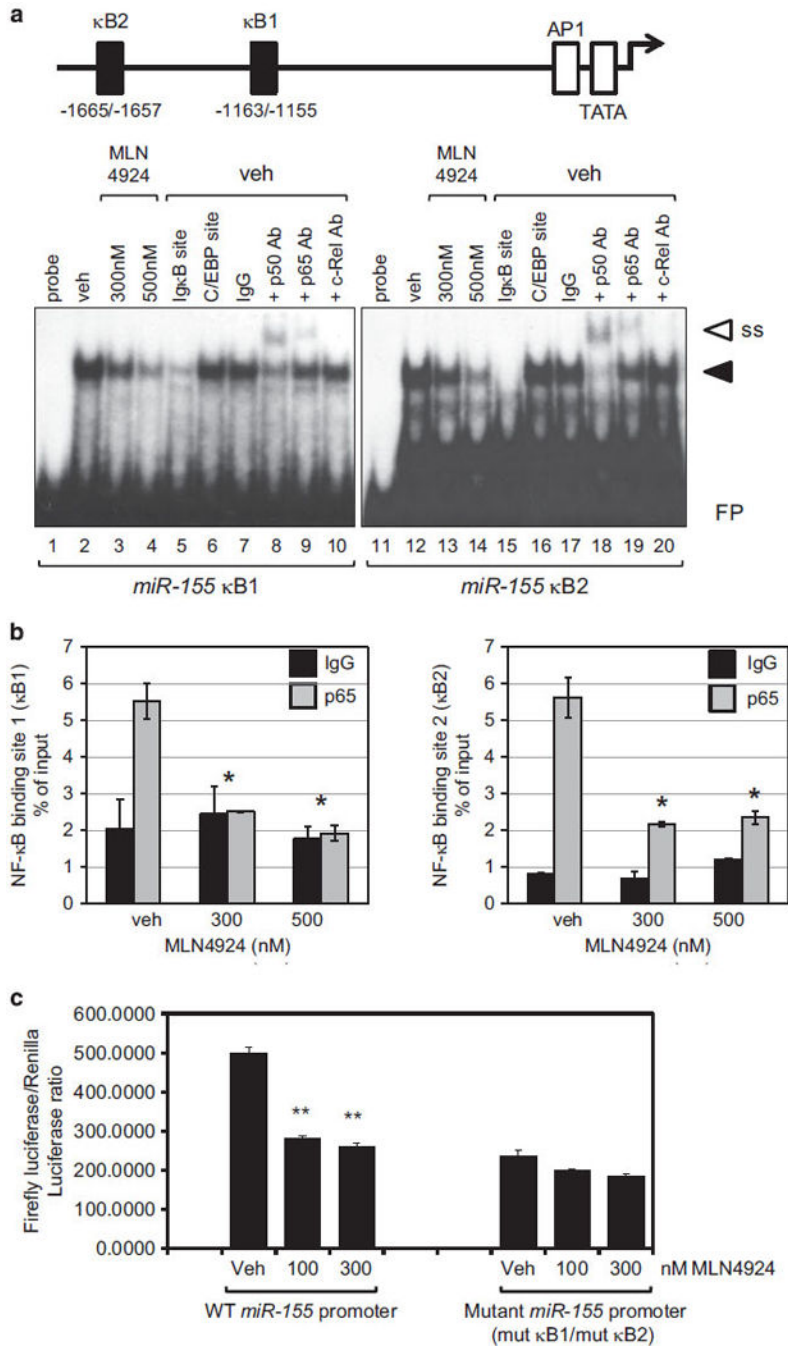 a
κB2 κB1 AP1
-1665/-1657 -1163/-1155 TATA
MLN 4924 veh MLN 4924 veh
probe veh 300nM 500nM IgκB site C/EBP site IgG + p50 Ab + p65 Ab + c-Rel Ab probe veh 300nM 500nM IgκB site C/EBP site IgG + p50 Ab + p65 Ab + c-Rel Ab
ss
FP
1 2 3 4 5 6 7 8 9 10 11 12 13 14 15 16 17 18 19 20
miR-155 κB1 miR-155 κB2
b
NF-κB binding site 1 (κB1)
% of input
7
6
5
4
3
2
1
0
IgG
p65
* *
veh 300 500
MLN4924 (nM)
NF-κB binding site 2 (κB2)
% of input
7
6
5
4
3
2
1
0
IgG
p65
* *
veh 300 500
MLN4924 (nM)
c
Firefly luciferase/Renilla
Luciferase ratio
600.0000
500.0000
400.0000
300.0000
200.0000
100.0000
0.0000
** **
Veh 100 300 Veh 100 300 nM MLN4924
WT miR-155 promoter Mutant miR-155 promoter
(mut κB1/mut κB2)